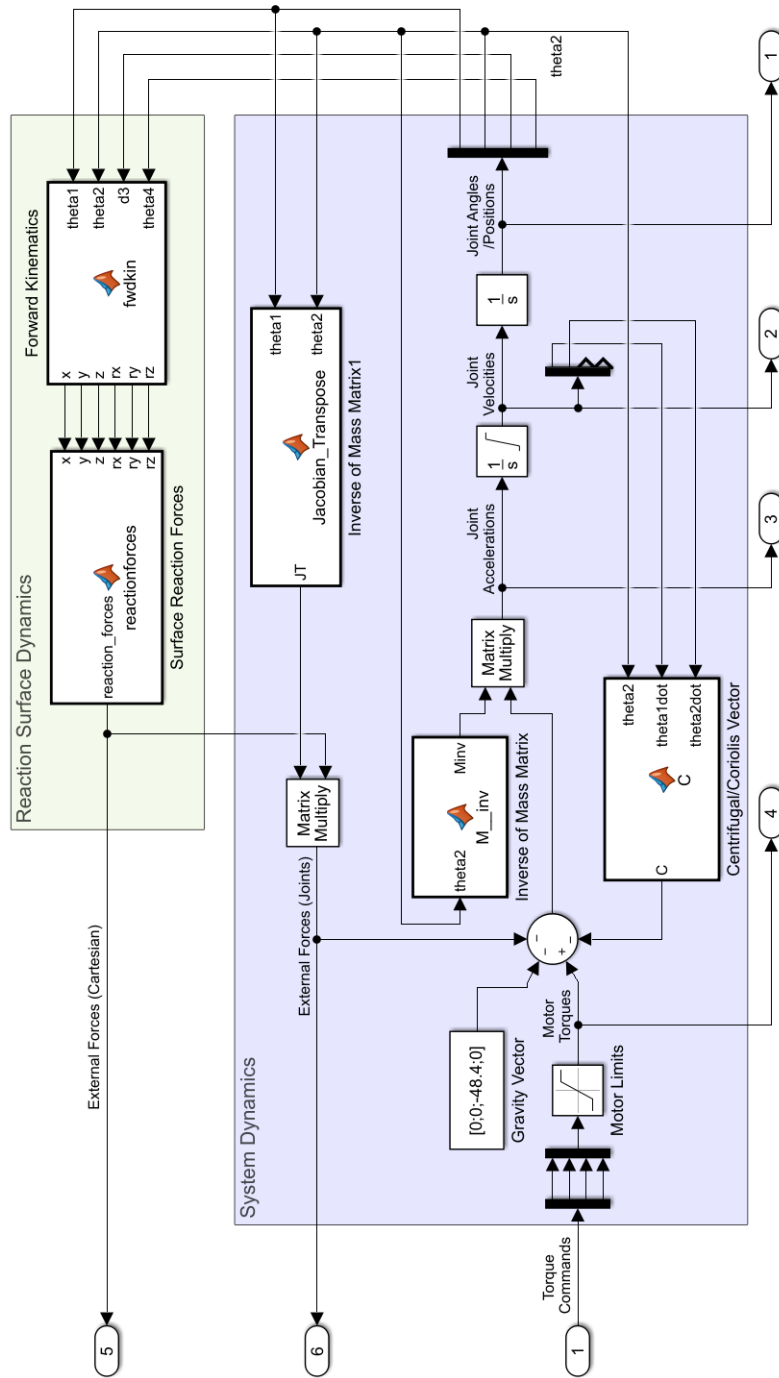 Reaction Surface Dynamics
Forward Kinematics
theta1
theta2
d3
theta4
fwdkin
x
y
z
rx
ry
rz
x
y
z
rx
ry
rz
reaction_forces
reactionforces
Surface Reaction Forces
External Forces (Cartesian)
5
System Dynamics
theta1
theta2
Jacobian_Transpose
JT
Inverse of Mass Matrix1
Matrix
Multiply
External Forces (Joints)
6
theta2
M__inv
Minv
Inverse of Mass Matrix
Matrix
Multiply
[0;0;-48.4;0]
Gravity Vector
Torque
Commands
1
Motor Limits
Motor
Torques
+
−
−
−
Joint
Accelerations
1
s
Joint
Velocities
1
s
Joint Angles
/Positions
theta2
theta2
theta1dot
theta2dot
C
C
Centrifugal/Coriolis Vector
4
3
2
1